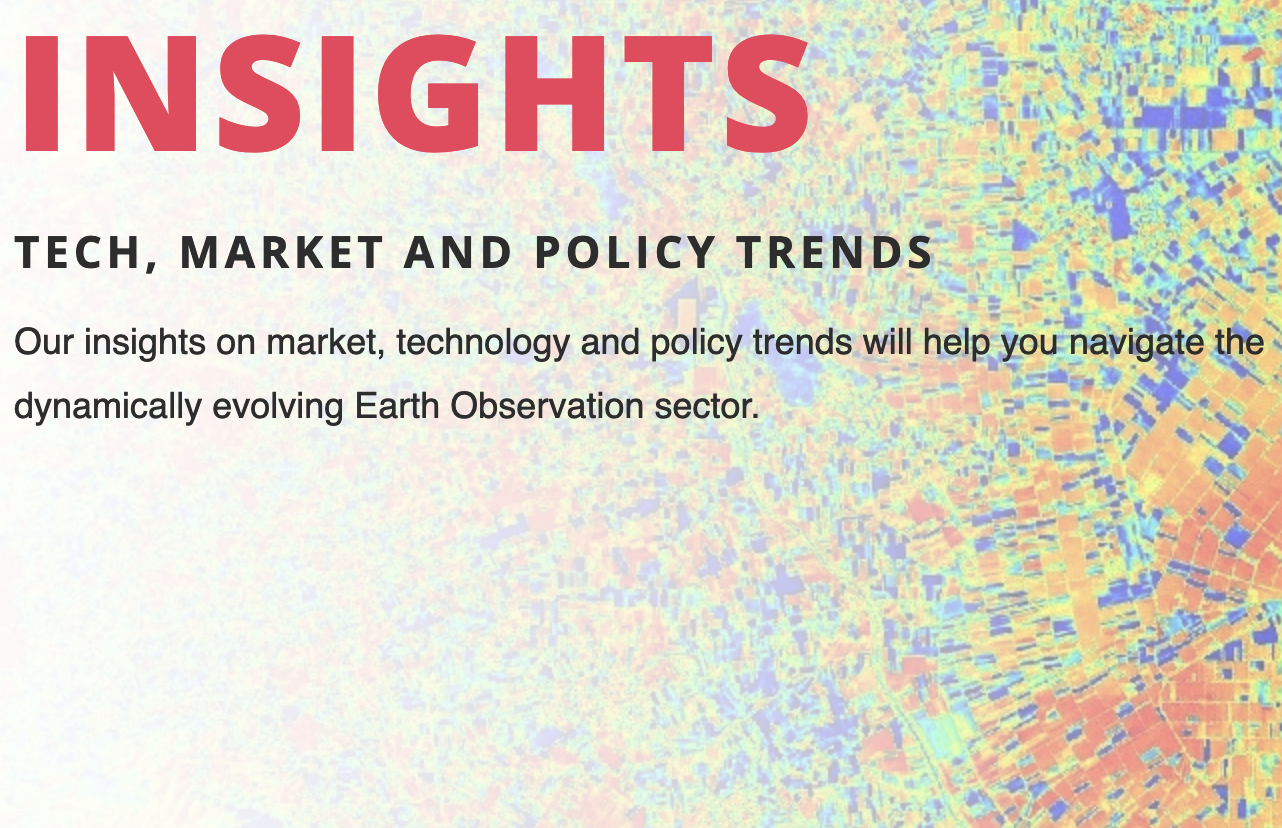 INSIGHTS
TECH, MARKET AND POLICY TRENDS
Our insights on market, technology and policy trends will help you navigate the
dynamically evolving Earth Observation sector.